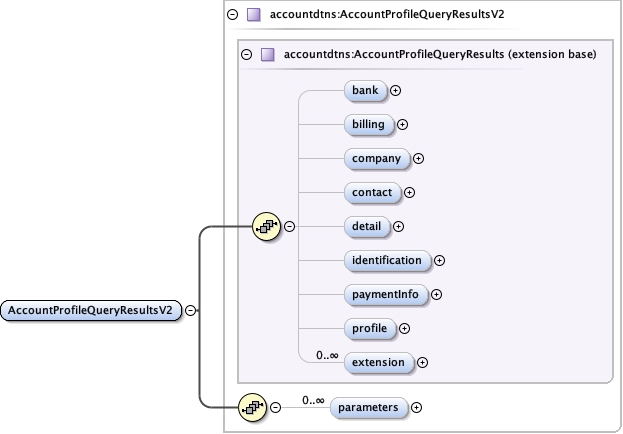 accountdtns:AccountProfileQueryResultsV2
accountdtns:AccountProfileQueryResults (extension base)
bank
billing
company
contact
detail
identification
paymentInfo
profile
0..∞
extension
AccountProfileQueryResultsV2
0..∞
parameters